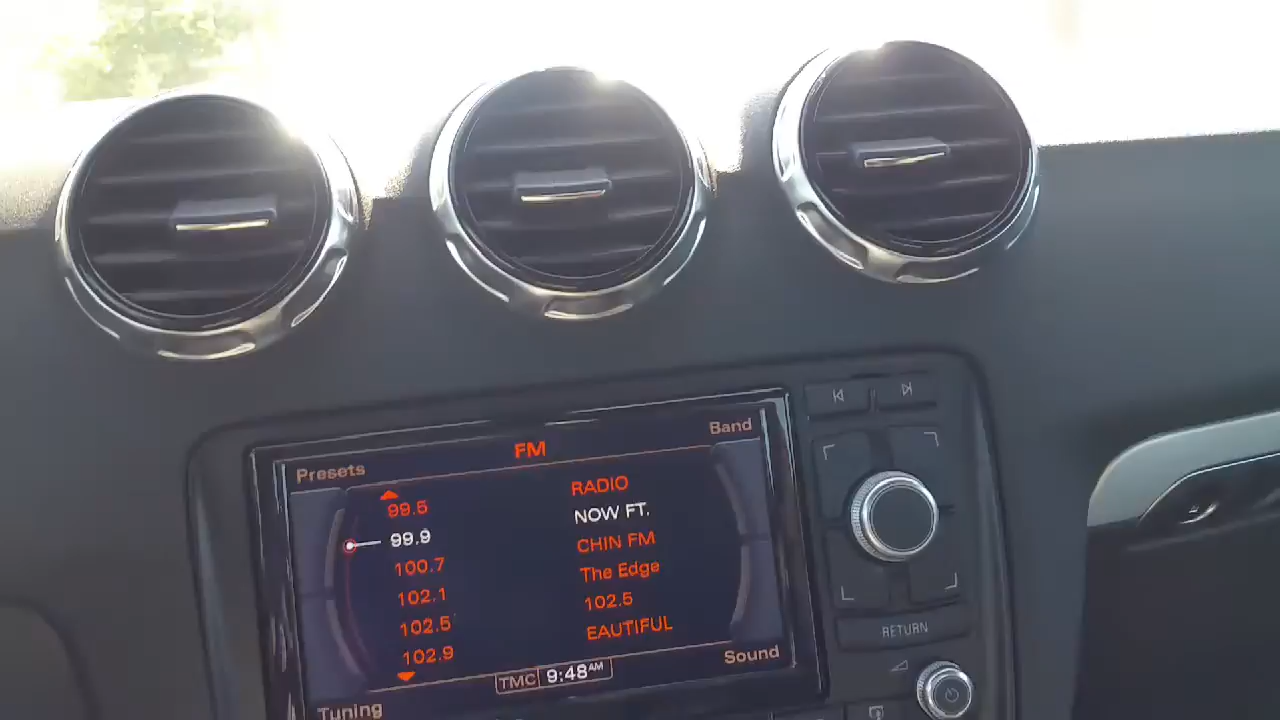 Presets FM Band
99.5 RADIO
99.9 NOW FT.
100.7 CHIN FM
102.1 The Edge
102.5 102.5
102.9 EAUTIFUL
Tuning TMC 9:48AM Sound
RETURN